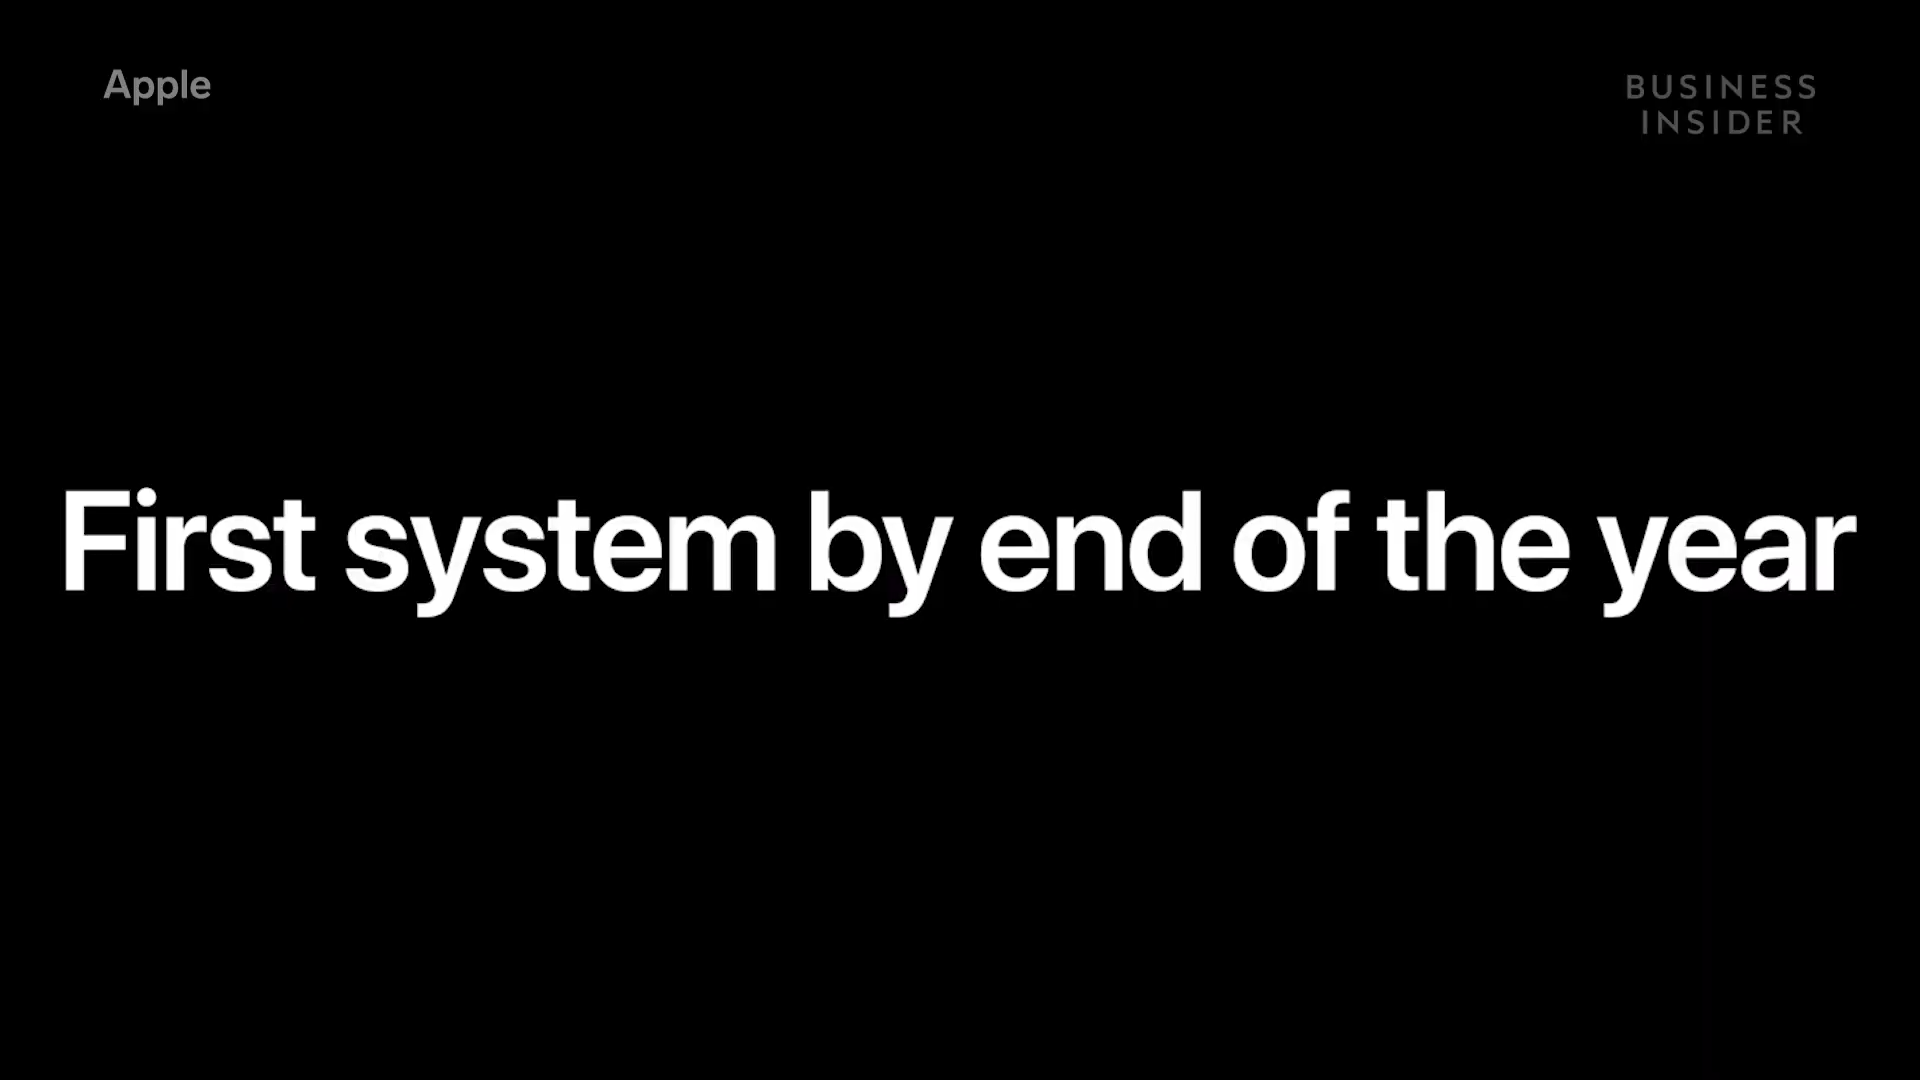 Apple
BUSINESS
INSIDER
First system by end of the year